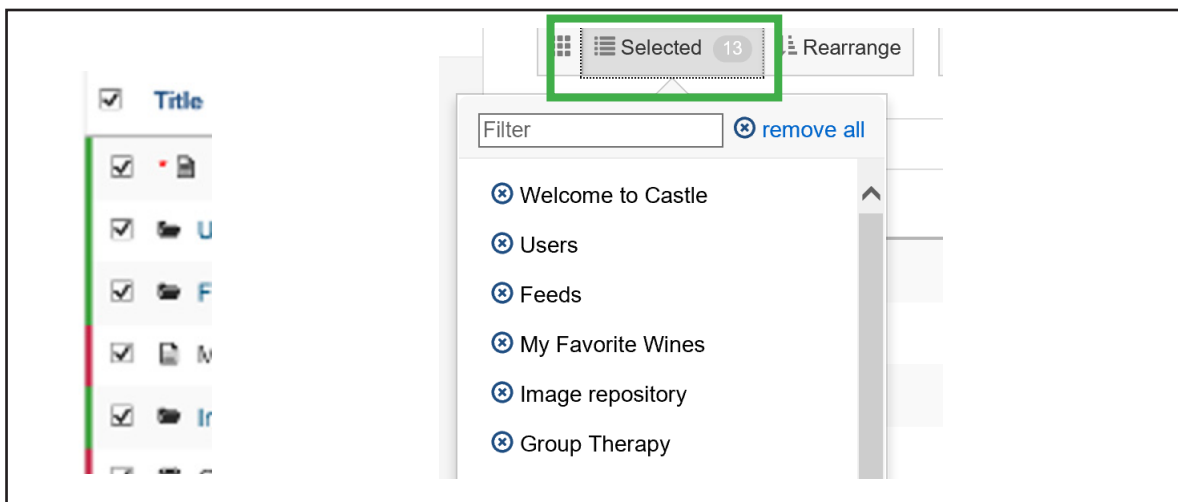 Title
U
F
M
Ir
Selected 13
Rearrange
Filter
remove all
Welcome to Castle
Users
Feeds
My Favorite Wines
Image repository
Group Therapy